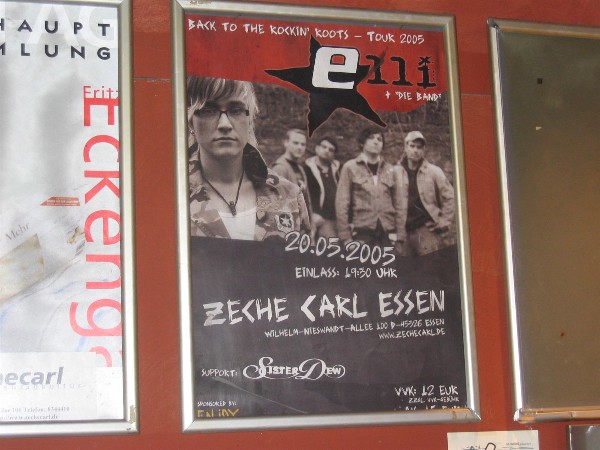 HAUPT
MLUNG
Fritz
Eckenga
Mehr
ecarl
BACK TO THE ROCKIN' ROOTS - TOUR 2005
elli
+ "DIE BAND"
20.05.2005
EINLASS: 19:30 UHR
ZECHE CARL ESSEN
WILHELM-NIESWANDT-ALLEE 100 D-45326 ESSEN
WWW.ZECHECARL.DE
SUPPORT: SISTER DEW
VVK: 12 EUR
ZZGL. VVK-GEBÜHR
SPONSORED BY: